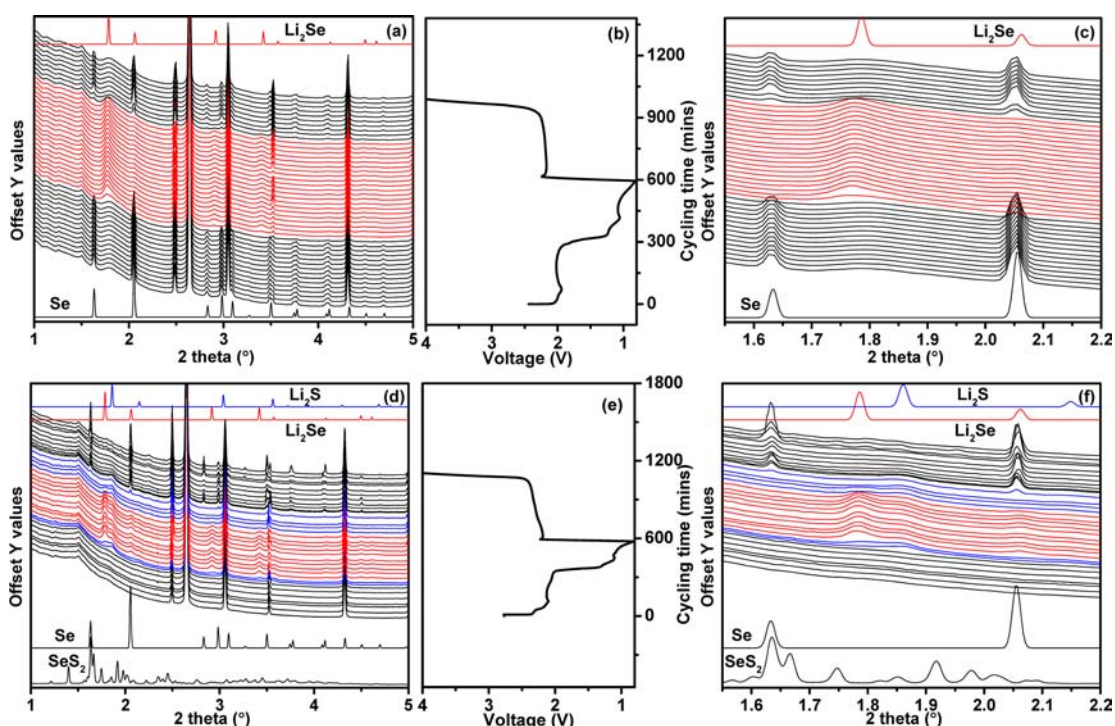 (a)
Li2Se
Se
Offset Y values
1
2
3
4
5
2 theta (°)
(b)
1200
900
600
300
0
Cycling time (mins)
4
3
2
1
Voltage (V)
(c)
Li2Se
Se
Offset Y values
1.6
1.7
1.8
1.9
2.0
2.1
2.2
2 theta (°)
(d)
Li2S
Li2Se
Se
SeS2
Offset Y values
1
2
3
4
5
2 theta (°)
(e)
1800
1200
600
0
Cycling time (mins)
4
3
2
1
Voltage (V)
(f)
Li2S
Li2Se
Se
SeS2
Offset Y values
1.6
1.7
1.8
1.9
2.0
2.1
2.2
2 theta (°)